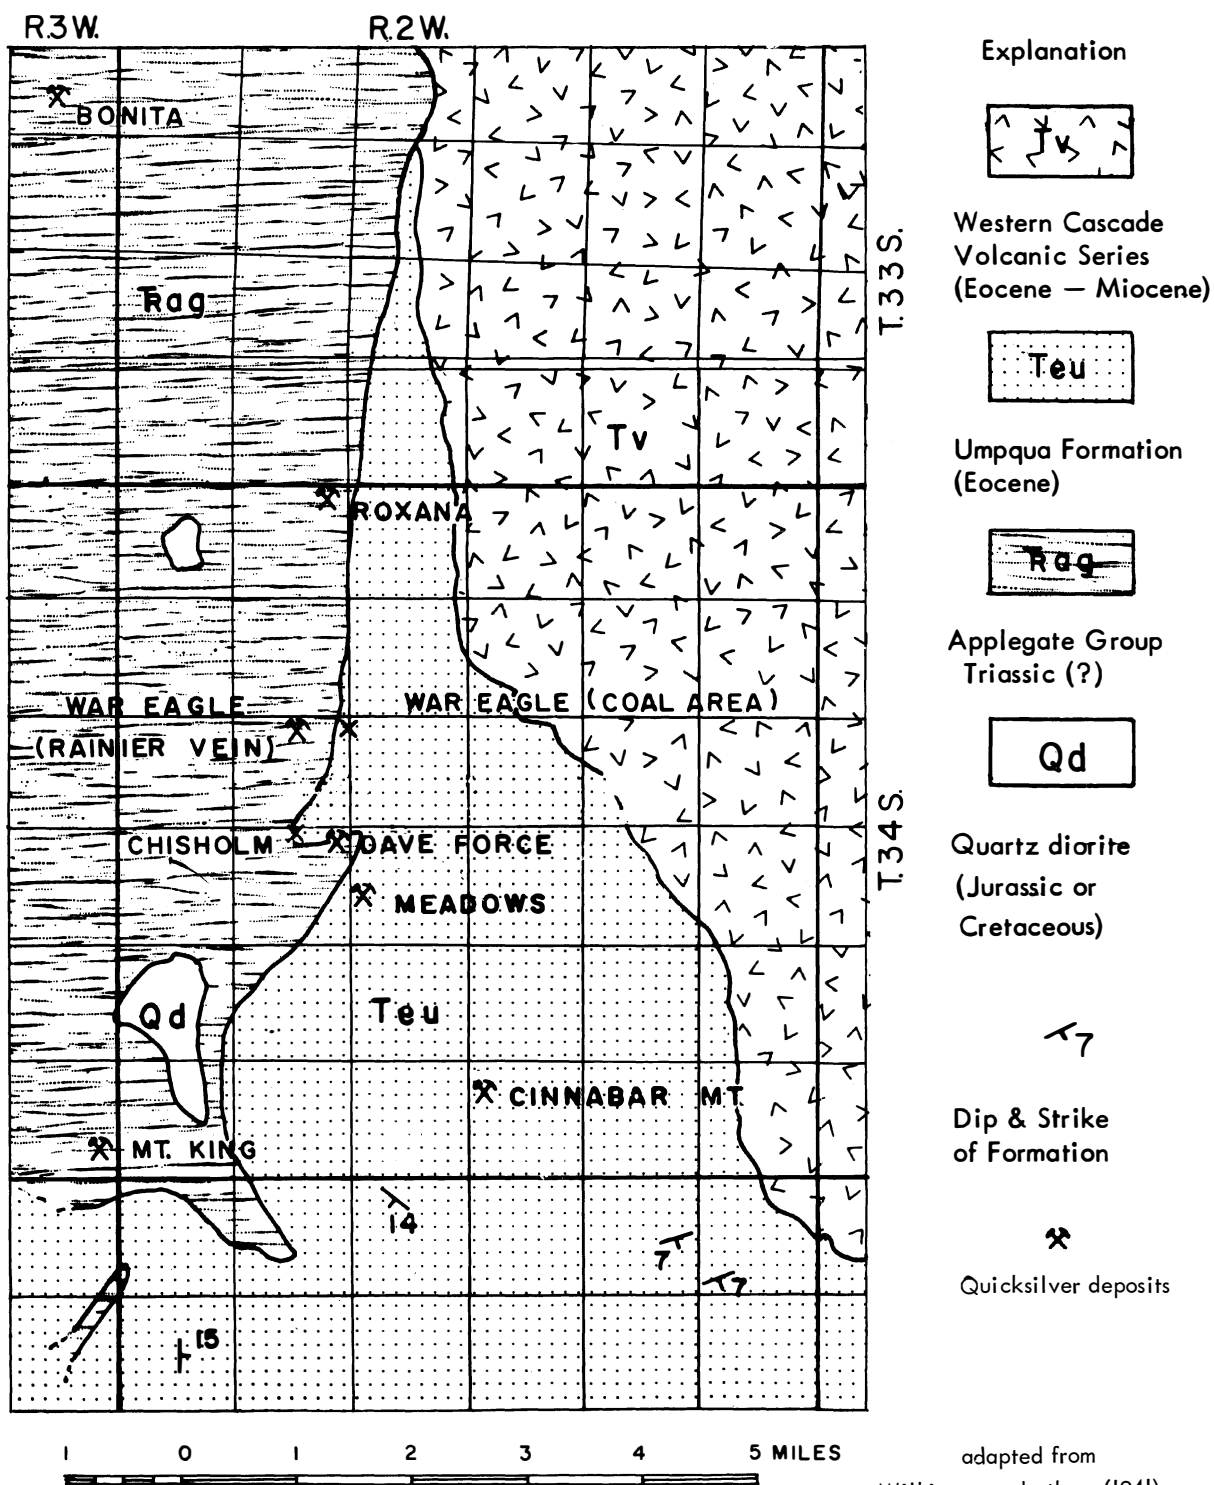 R.3W. R.2W.
BONITA
T.33S.
Rag
Tv
ROXANA
WAR EAGLE
(RAINIER VEIN)
WAR EAGLE (COAL AREA)
T.34S.
CHISHOLM
DAVE FORCE
MEADOWS
Qd
Teu
CINNABAR MT.
MT. KING
14
7
7
15
1 0 1 2 3 4 5 MILES
Explanation
Tv
Western Cascade
Volcanic Series
(Eocene — Miocene)
Teu
Umpqua Formation
(Eocene)
Rag
Applegate Group
Triassic (?)
Qd
Quartz diorite
(Jurassic or
Cretaceous)
7
Dip & Strike
of Formation
Quicksilver deposits
adapted from